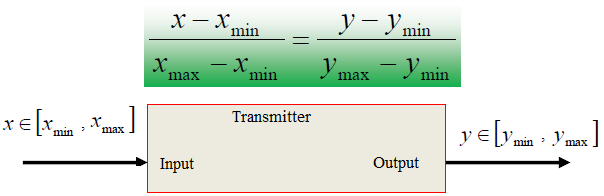 x − x_min / x_max − x_min = y − y_min / y_max − y_min
x ∈ [x_min , x_max]
Transmitter
y ∈ [y_min , y_max]
Input
Output